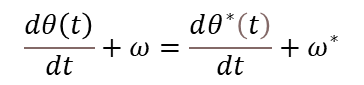 dθ(t)/dt + ω = dθ*(t)/dt + ω*